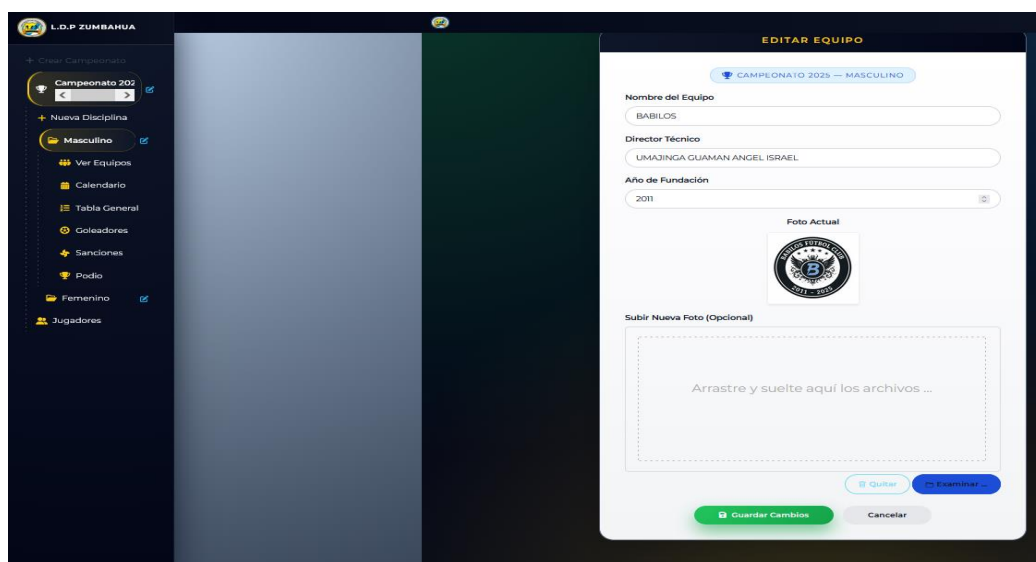 L.D.P ZUMBAHUA
+ Crear Campeonato
Campeonato 202
+ Nueva Disciplina
Masculino
Ver Equipos
Calendario
Tabla General
Goleadores
Sanciones
Podio
Femenino
Jugadores
EDITAR EQUIPO
CAMPEONATO 2025 — MASCULINO
Nombre del Equipo
BABILOS
Director Técnico
UMAJINGA GUAMAN ANGEL ISRAEL
Año de Fundación
2011
Foto Actual
BABILOS FUTBOL CLUB
B
2011 - 2025
Subir Nueva Foto (Opcional)
Arrastre y suelte aquí los archivos ...
Quitar
Examinar ...
Guardar Cambios
Cancelar